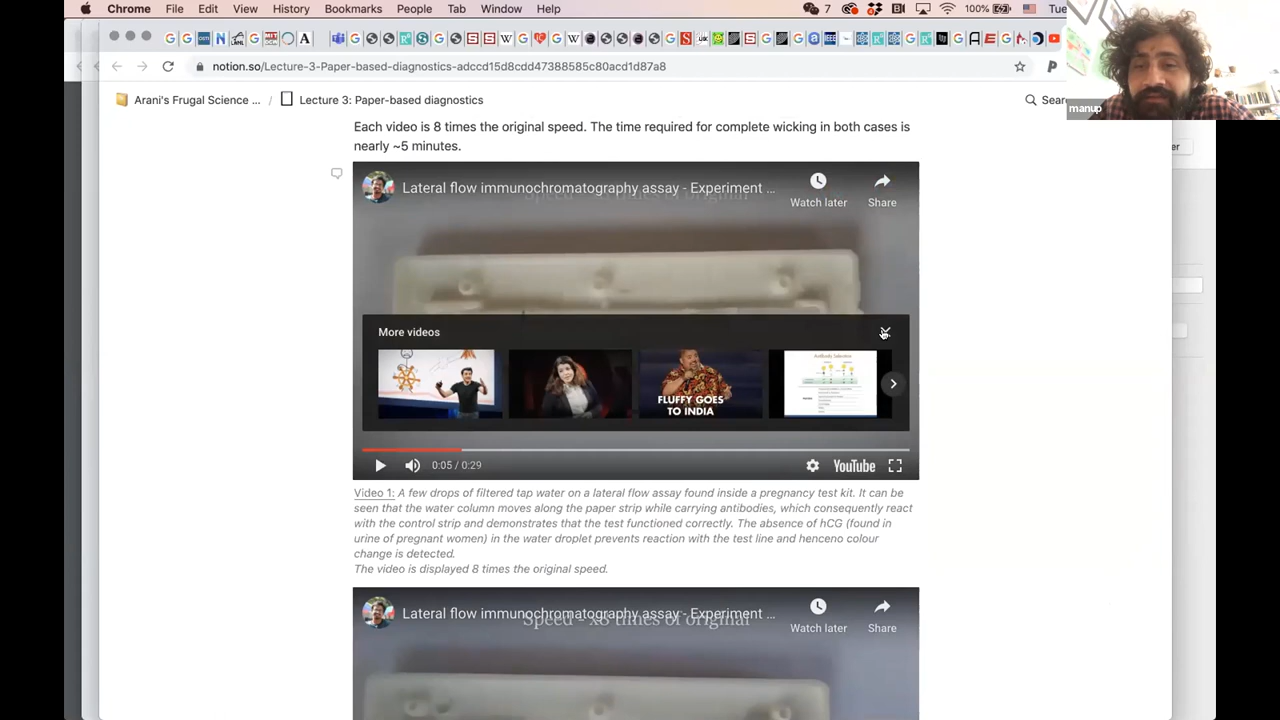 Chrome File Edit View History Bookmarks People Tab Window Help 7 100% Tue
notion.so/Lecture-3-Paper-based-diagnostics-adccd15d8cdd47388585c80acd1d87a8
Arani's Frugal Science ... / Lecture 3: Paper-based diagnostics
manup
Each video is 8 times the original speed. The time required for complete wicking in both cases is
nearly ~5 minutes.
Lateral flow immunochromatography assay - Experiment ...
Watch later
Share
More videos
FLUFFY GOES
TO INDIA
Antibody Selection
0:05 / 0:29
YouTube
Video 1: A few drops of filtered tap water on a lateral flow assay found inside a pregnancy test kit. It can be
seen that the water column moves along the paper strip while carrying antibodies, which consequently react
with the control strip and demonstrates that the test functioned correctly. The absence of hCG (found in
urine of pregnant women) in the water droplet prevents reaction with the test line and henceno colour
change is detected.
The video is displayed 8 times the original speed.
Lateral flow immunochromatography assay - Experiment ...
Speed - x8 times of original
Watch later
Share